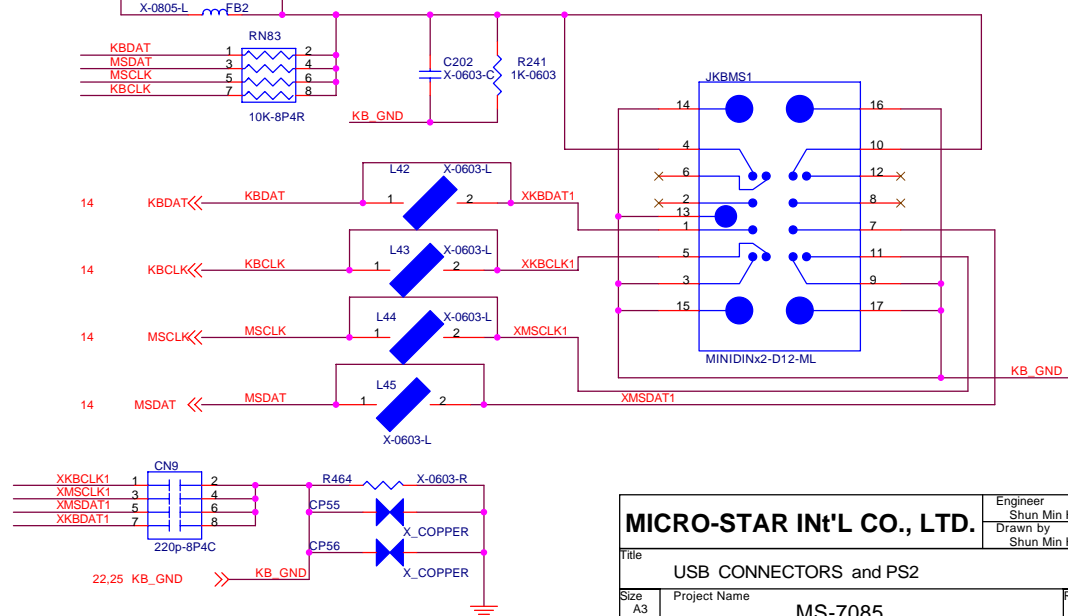 X-0805-L FB2
RN83
KBDAT 1 2
MSDAT 3 4
MSCLK 5 6
KBCLK 7 8
10K-8P4R
C202
X-0603-C
R241
1K-0603
KB_GND
JKBMS1
14 16
4 10
6 12
2 8
13
1 7
5 11
3 9
15 17
MINIDINx2-D12-ML
KB_GND
L42 X-0603-L
14 KBDAT KBDAT 1 2 XKBDAT1
L43 X-0603-L
14 KBCLK KBCLK 1 2 XKBCLK1
L44 X-0603-L
14 MSCLK MSCLK 1 2 XMSCLK1
L45
14 MSDAT MSDAT 1 2 XMSDAT1
X-0603-L
CN9
XKBCLK1 1 2
XMSCLK1 3 4
XMSDAT1 5 6
XKBDAT1 7 8
220p-8P4C
R464 X-0603-R
CP55
X_COPPER
CP56
X_COPPER
22,25 KB_GND KB_GND
MICRO-STAR INt'L CO., LTD.
Engineer
Shun Min
Drawn by
Shun Min
Title
USB CONNECTORS and PS2
Size
A3
Project Name
MS-7085